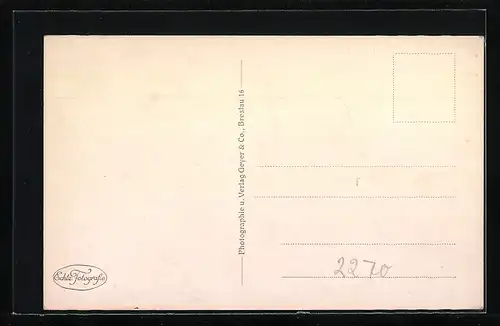 Photographie u. Verlag Geyer & Co., Breslau 16
Echte Fotografie
2270